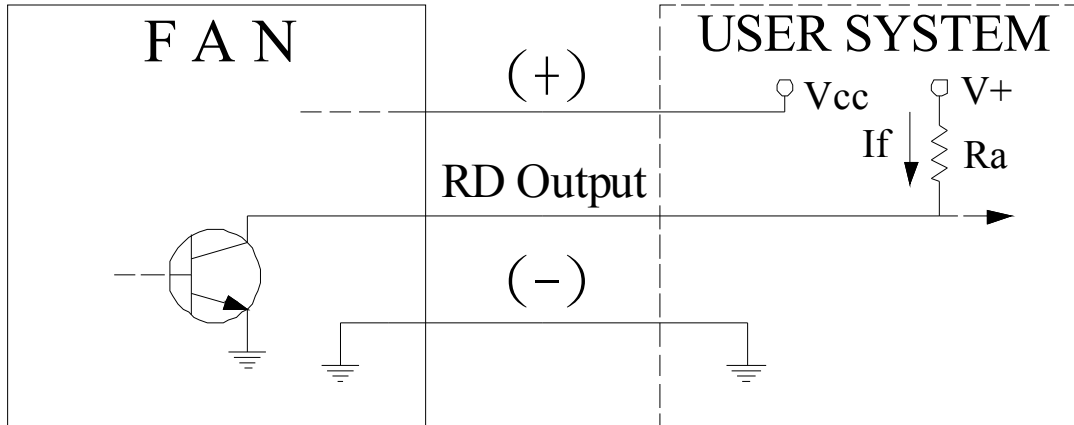 F A N
USER SYSTEM
(+)
Vcc
V+
If
Ra
RD Output
(-)